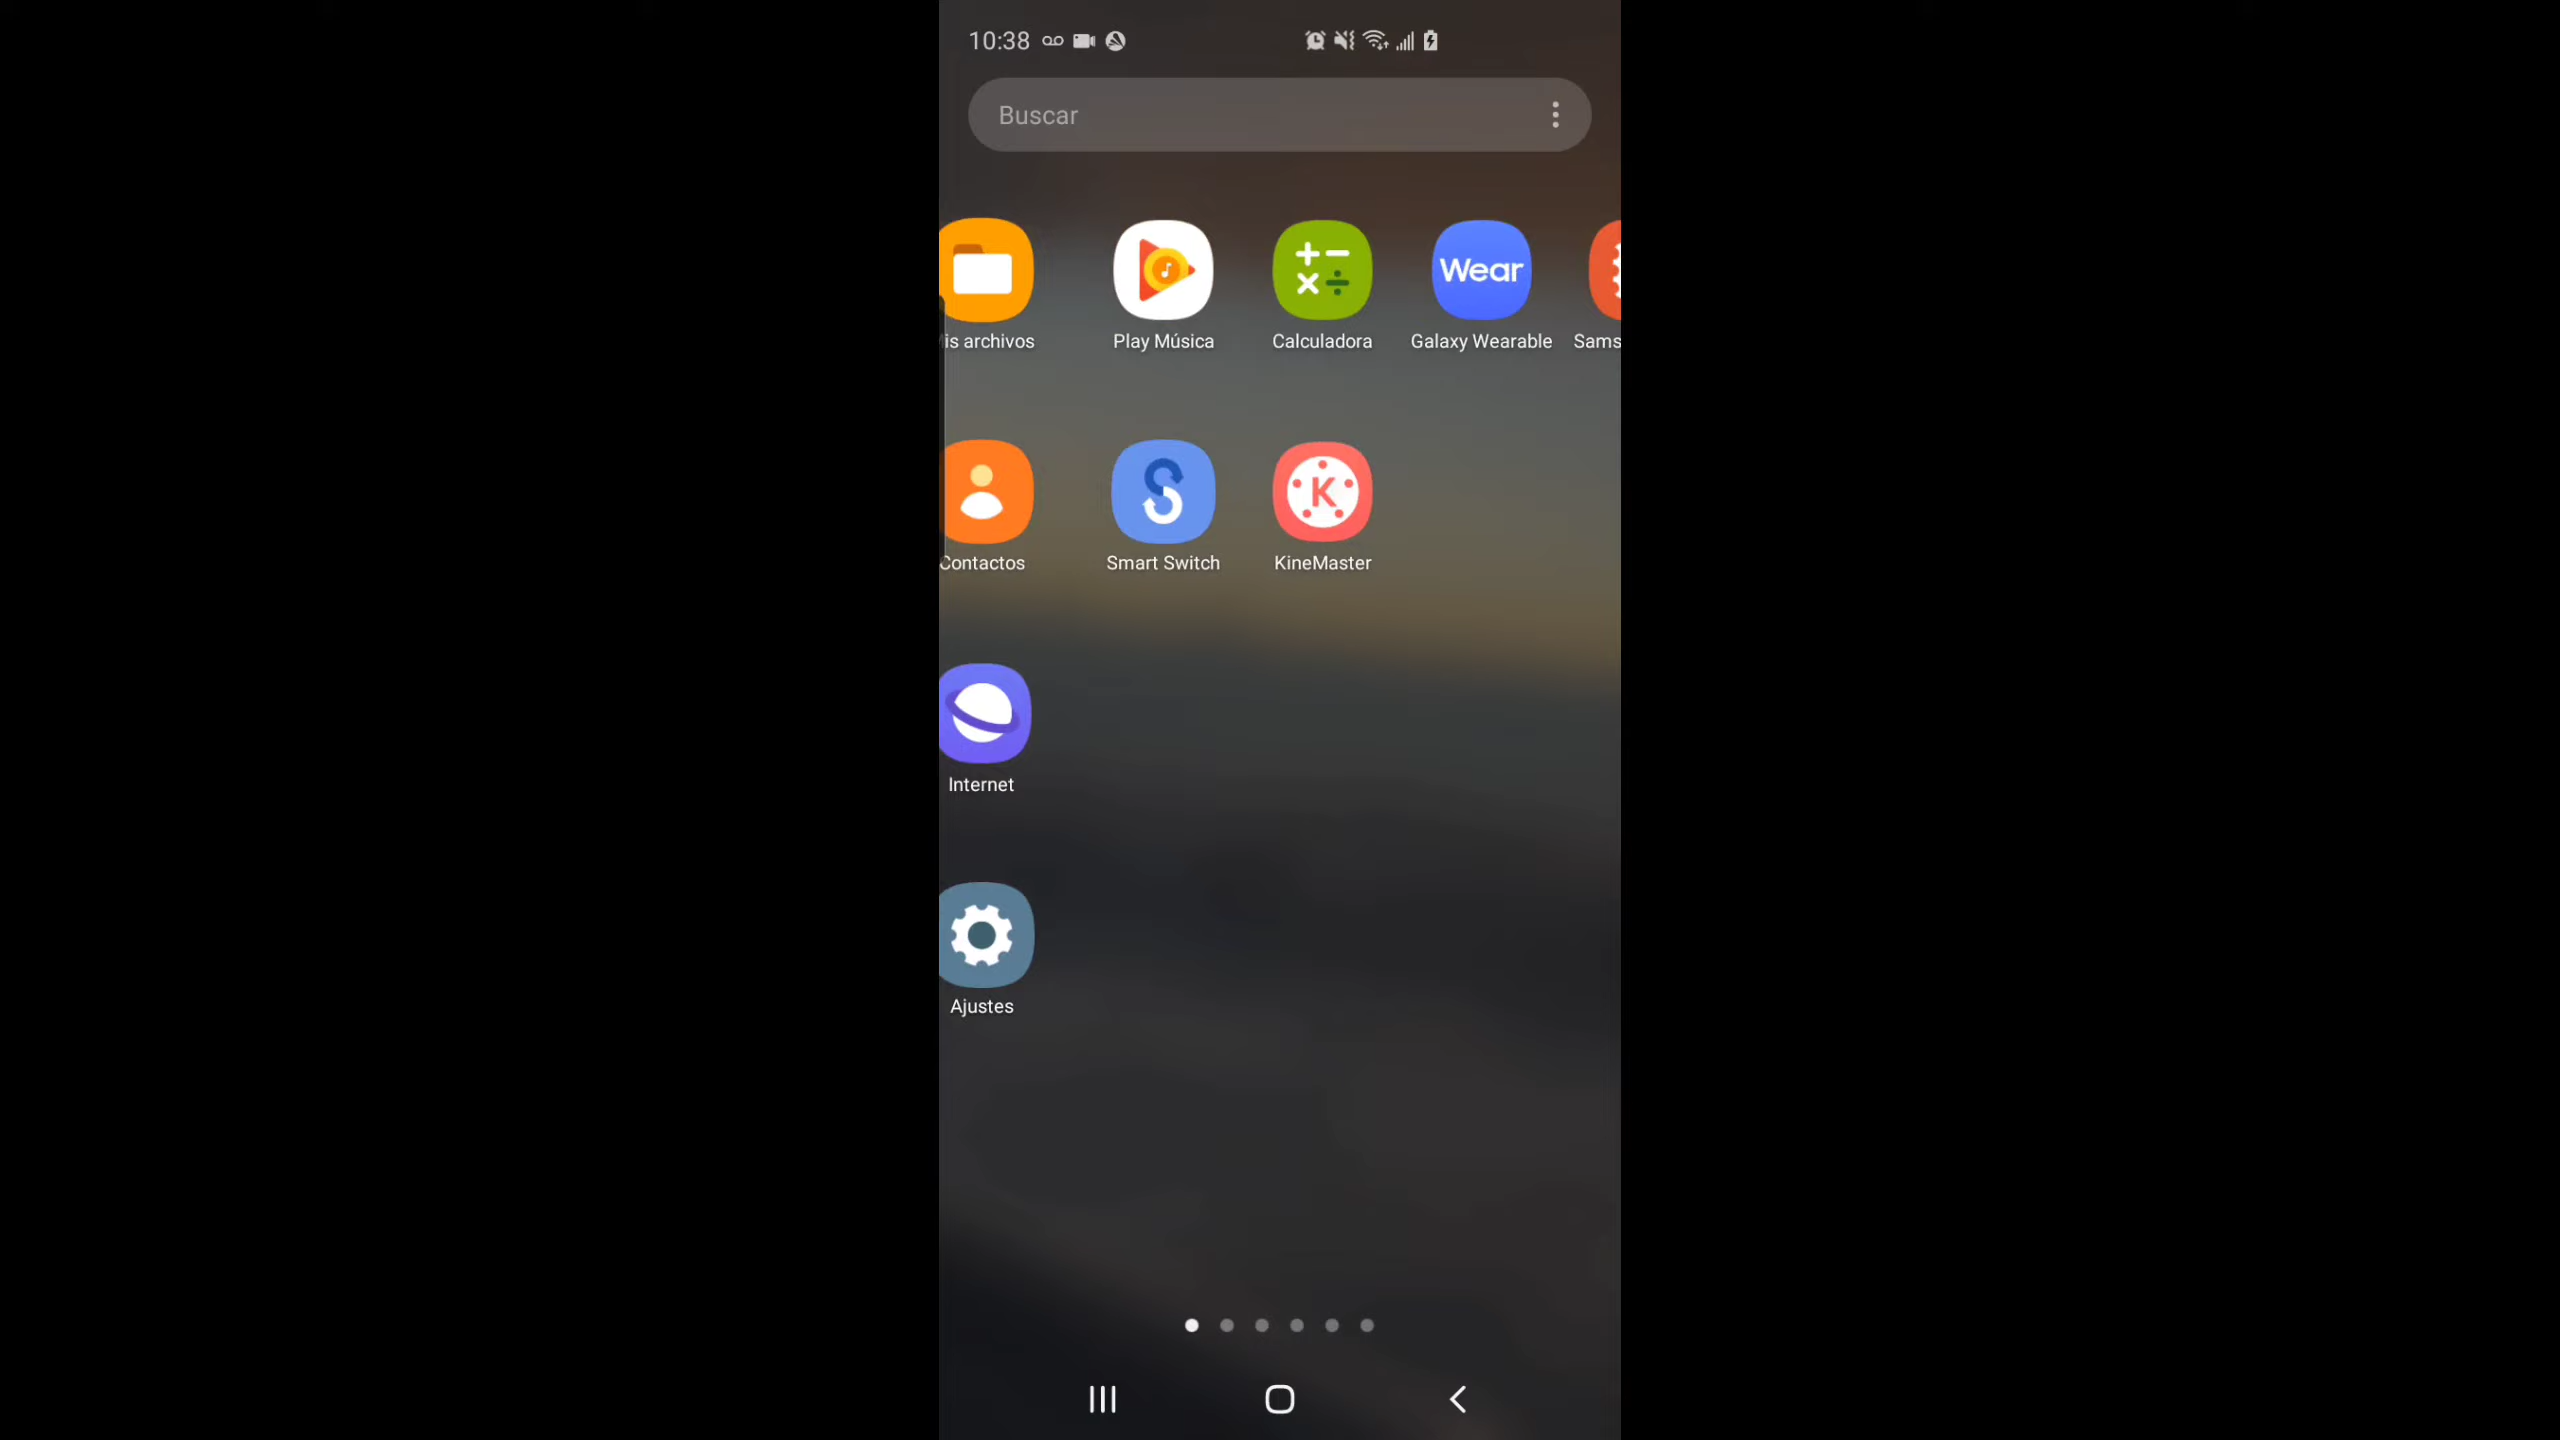 10:38
Buscar
Wear
is archivos
Play Música
Calculadora
Galaxy Wearable
Sams
K
Contactos
Smart Switch
KineMaster
Internet
Ajustes